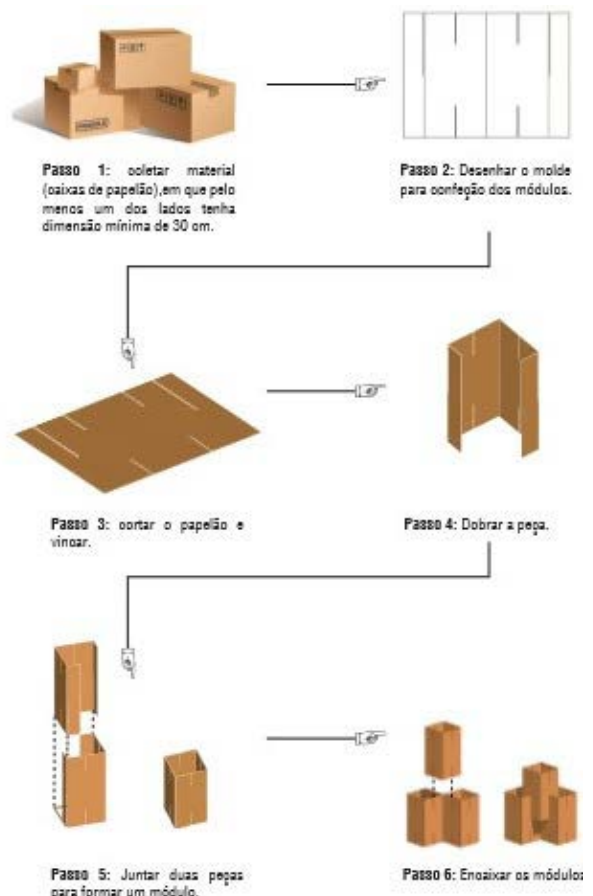 Passo 1: coletar material
(caixas de papelão),em que pelo
menos um dos lados tenha
dimensão mínima de 30 cm.
Passo 2: Desenhar o molde
para confeção dos módulos.
Passo 3: cortar o papelão e
vincar.
Passo 4: Dobrar a peça.
Passo 5: Juntar duas peças
para formar um módulo.
Passo 6: Encaixar os módulos